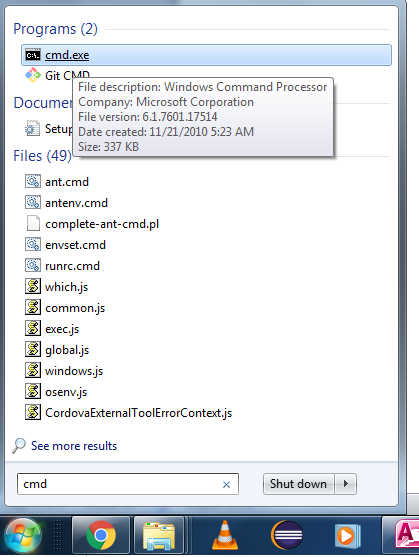 Programs (2)
cmd.exe
Git CMD
File description: Windows Command Processor
Company: Microsoft Corporation
File version: 6.1.7601.17514
Date created: 11/21/2010 5:23 AM
Size: 337 KB
Docume
Setup
Files (49)
ant.cmd
antenv.cmd
complete-ant-cmd.pl
envset.cmd
runrc.cmd
which.js
common.js
exec.js
global.js
windows.js
osenv.js
CordovaExternalToolErrorContext.js
See more results
cmd
Shut down